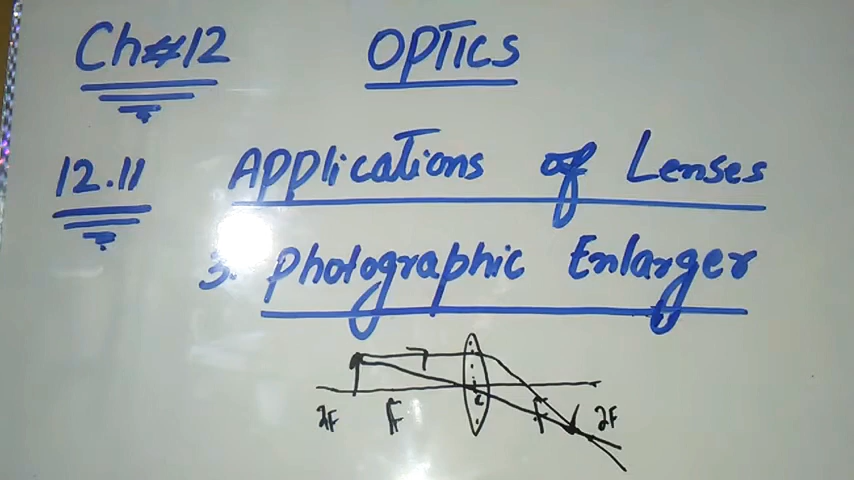 Ch#12 OPTICS
12.11 Applications of Lenses
3. Photographic Enlarger
c
2F F F 2F